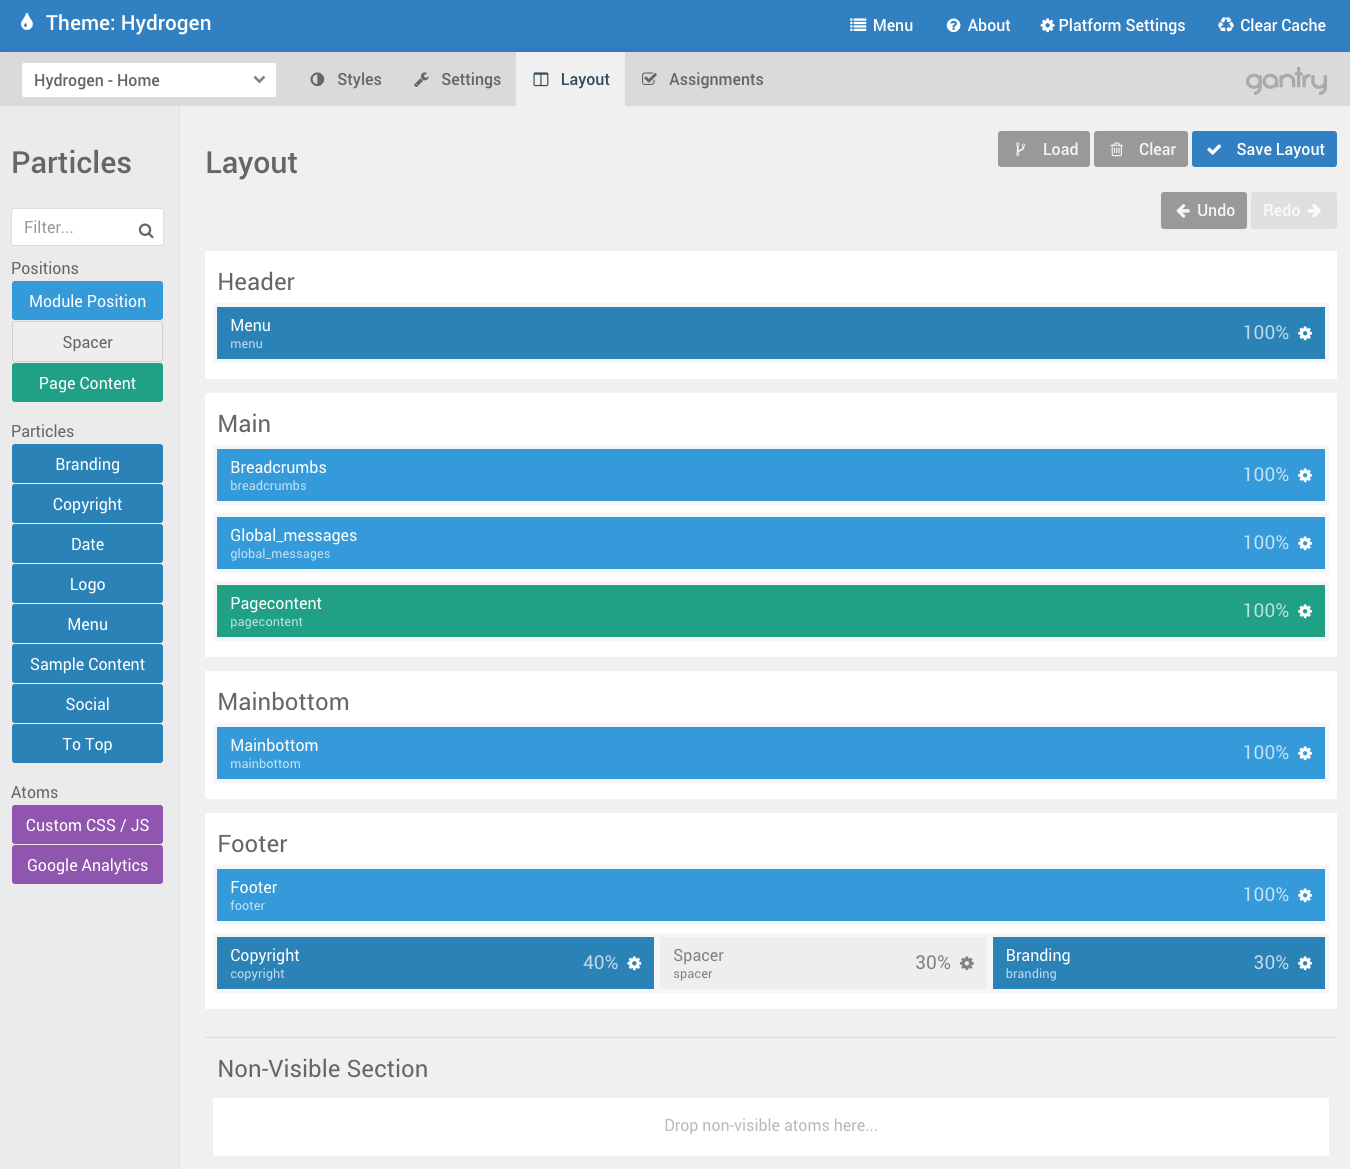 Theme: Hydrogen
Menu
About
Platform Settings
Clear Cache
Hydrogen - Home
Styles
Settings
Layout
Assignments
gantry
Particles
Filter...
Positions
Module Position
Spacer
Page Content
Particles
Branding
Copyright
Date
Logo
Menu
Sample Content
Social
To Top
Atoms
Custom CSS / JS
Google Analytics
Layout
Load
Clear
Save Layout
Undo
Redo
Header
Menu
menu
100%
Main
Breadcrumbs
breadcrumbs
100%
Global_messages
global_messages
100%
Pagecontent
pagecontent
100%
Mainbottom
Mainbottom
mainbottom
100%
Footer
Footer
footer
100%
Copyright
copyright
40%
Spacer
spacer
30%
Branding
branding
30%
Non-Visible Section
Drop non-visible atoms here...